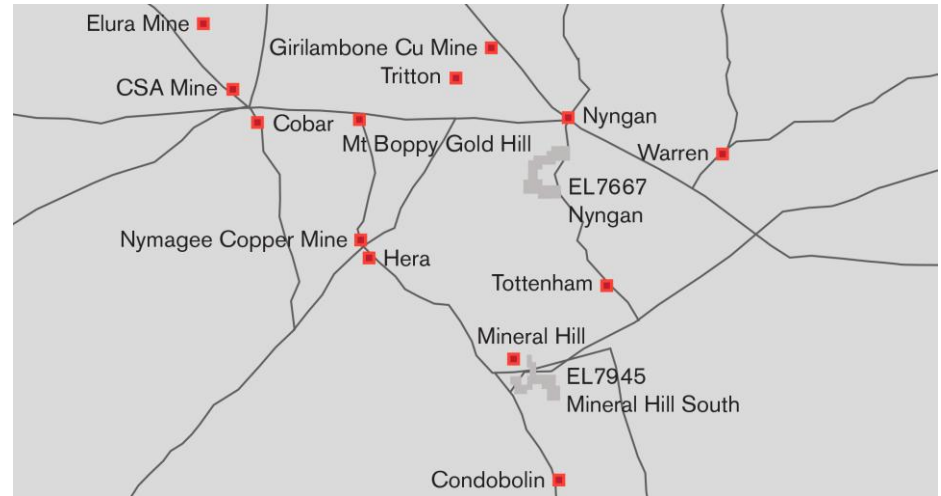 Elura Mine
Girilambone Cu Mine
Tritton
CSA Mine
Cobar
Mt Boppy Gold Hill
Nyngan
Warren
EL7667
Nyngan
Nymagee Copper Mine
Hera
Tottenham
Mineral Hill
EL7945
Mineral Hill South
Condobolin